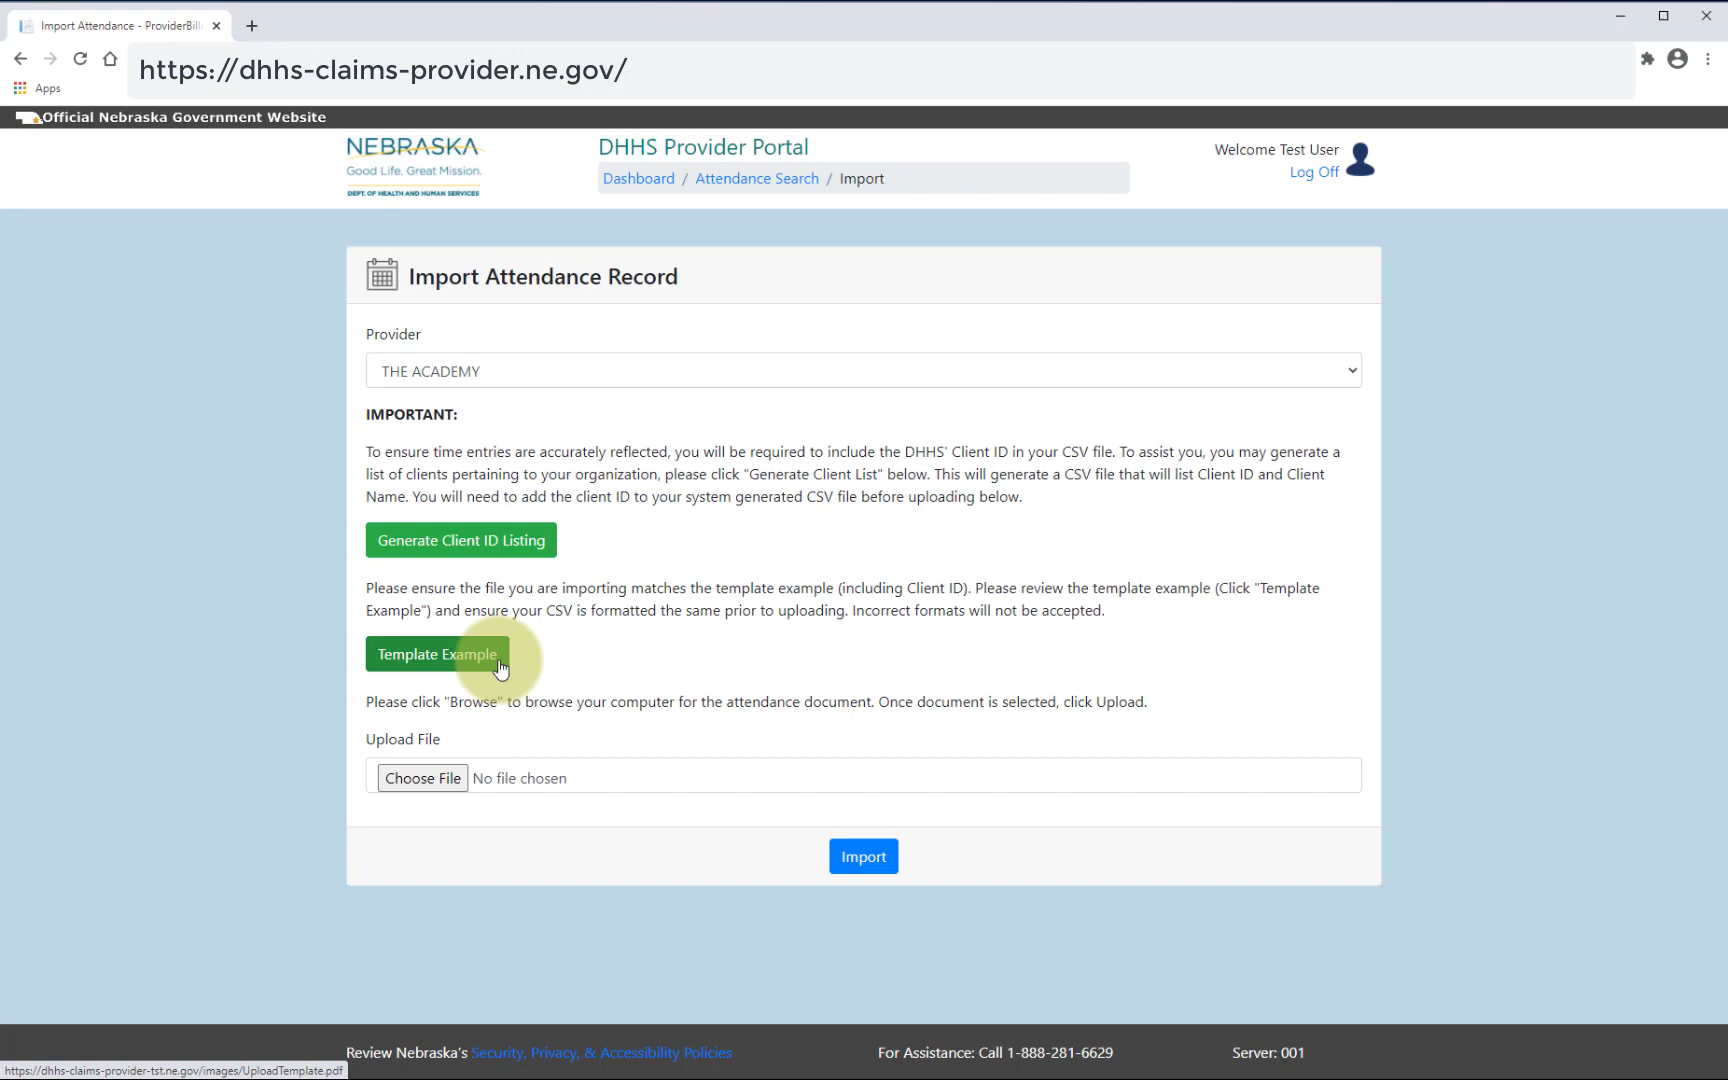 Import Attendance - ProviderBill
https://dhhs-claims-provider.ne.gov/
Apps
Official Nebraska Government Website
NEBRASKA
Good Life. Great Mission.
DEPT. OF HEALTH AND HUMAN SERVICES
DHHS Provider Portal
Dashboard / Attendance Search / Import
Welcome Test User
Log Off
Import Attendance Record
Provider
THE ACADEMY
IMPORTANT:
To ensure time entries are accurately reflected, you will be required to include the DHHS' Client ID in your CSV file. To assist you, you may generate a
list of clients pertaining to your organization, please click "Generate Client List" below. This will generate a CSV file that will list Client ID and Client
Name. You will need to add the client ID to your system generated CSV file before uploading below.
Generate Client ID Listing
Please ensure the file you are importing matches the template example (including Client ID). Please review the template example (Click "Template
Example") and ensure your CSV is formatted the same prior to uploading. Incorrect formats will not be accepted.
Template Example
Please click "Browse" to browse your computer for the attendance document. Once document is selected, click Upload.
Upload File
Choose File No file chosen
Import
Review Nebraska's Security, Privacy, & Accessibility Policies
For Assistance: Call 1-888-281-6629
Server: 001
https://dhhs-claims-provider-tst.ne.gov/images/UploadTemplate.pdf